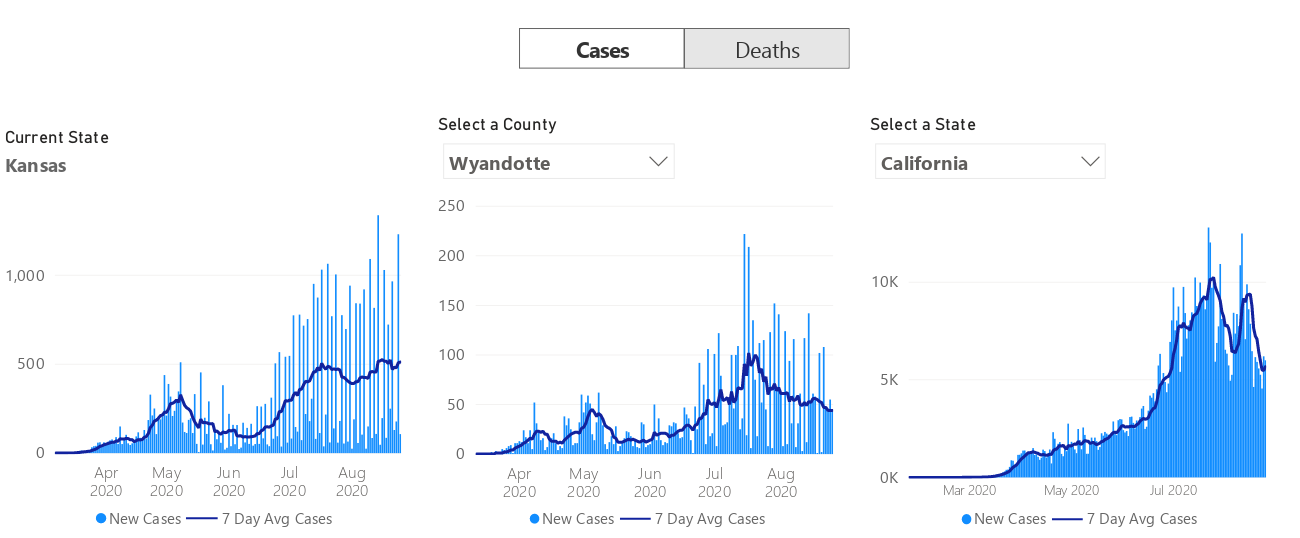 Cases
Deaths
Current State
Kansas
1,000
500
0
Apr 2020
May 2020
Jun 2020
Jul 2020
Aug 2020
New Cases
7 Day Avg Cases
Select a County
Wyandotte
250
200
150
100
50
0
Apr 2020
May 2020
Jun 2020
Jul 2020
Aug 2020
New Cases
7 Day Avg Cases
Select a State
California
10K
5K
0K
Mar 2020
May 2020
Jul 2020
New Cases
7 Day Avg Cases